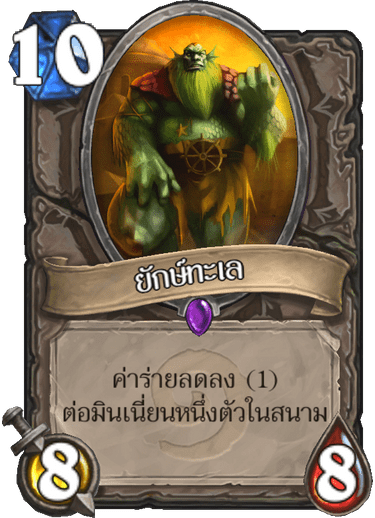 10
ยักษ์ทะเล
ค่าร่ายลดลง (1)
ต่อมินเนี่ยนหนึ่งตัวในสนาม
8
8